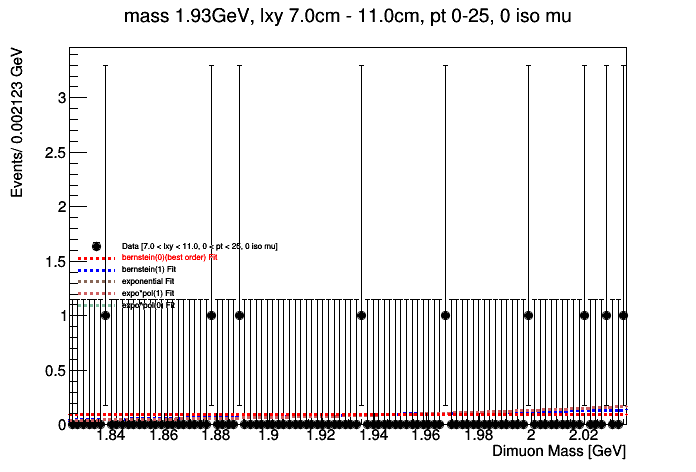 mass 1.93GeV, lxy 7.0cm - 11.0cm, pt 0-25, 0 iso mu
Events/ 0.002123 GeV
3
2.5
2
1.5
1
0.5
0
Data [7.0 < lxy < 11.0, 0 < pt < 25, 0 iso mu]
bernstein(0)(best order) Fit
bernstein(1) Fit
exponential Fit
expo*pol(1) Fit
expo*pol(0) Fit
1.84 1.86 1.88 1.9 1.92 1.94 1.96 1.98 2 2.02
Dimuon Mass [GeV]